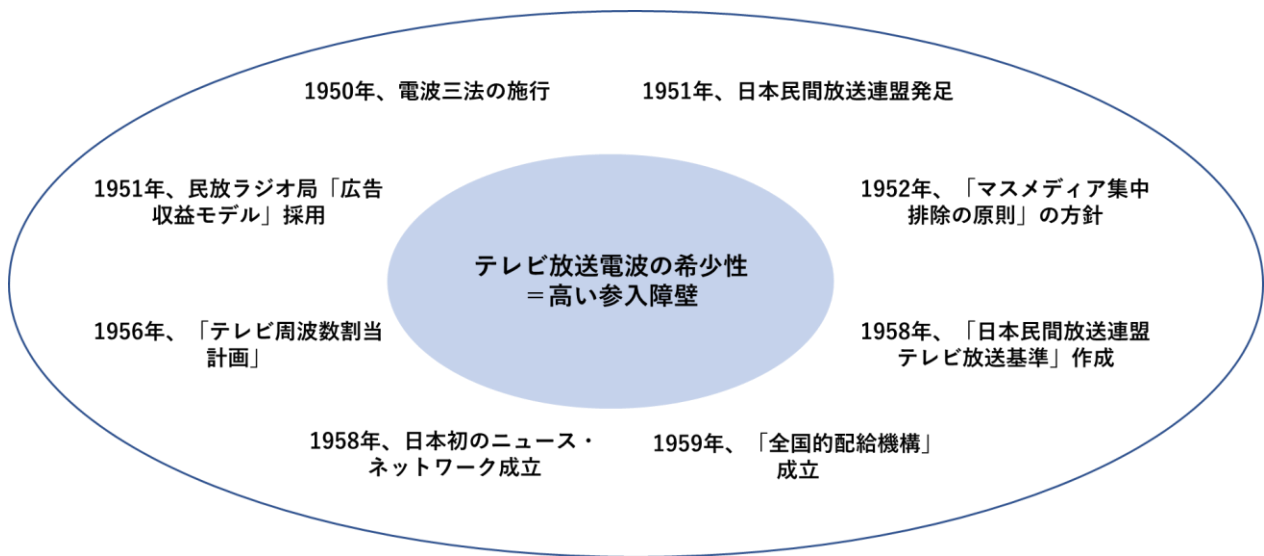 1950年、電波三法の施行
1951年、日本民間放送連盟発足
1951年、民放ラジオ局「広告
収益モデル」採用
1952年、「マスメディア集中
排除の原則」の方針
テレビ放送電波の希少性
＝高い参入障壁
1956年、「テレビ周波数割当
計画」
1958年、「日本民間放送連盟
テレビ放送基準」作成
1958年、日本初のニュース・
ネットワーク成立
1959年、「全国的配給機構」
成立